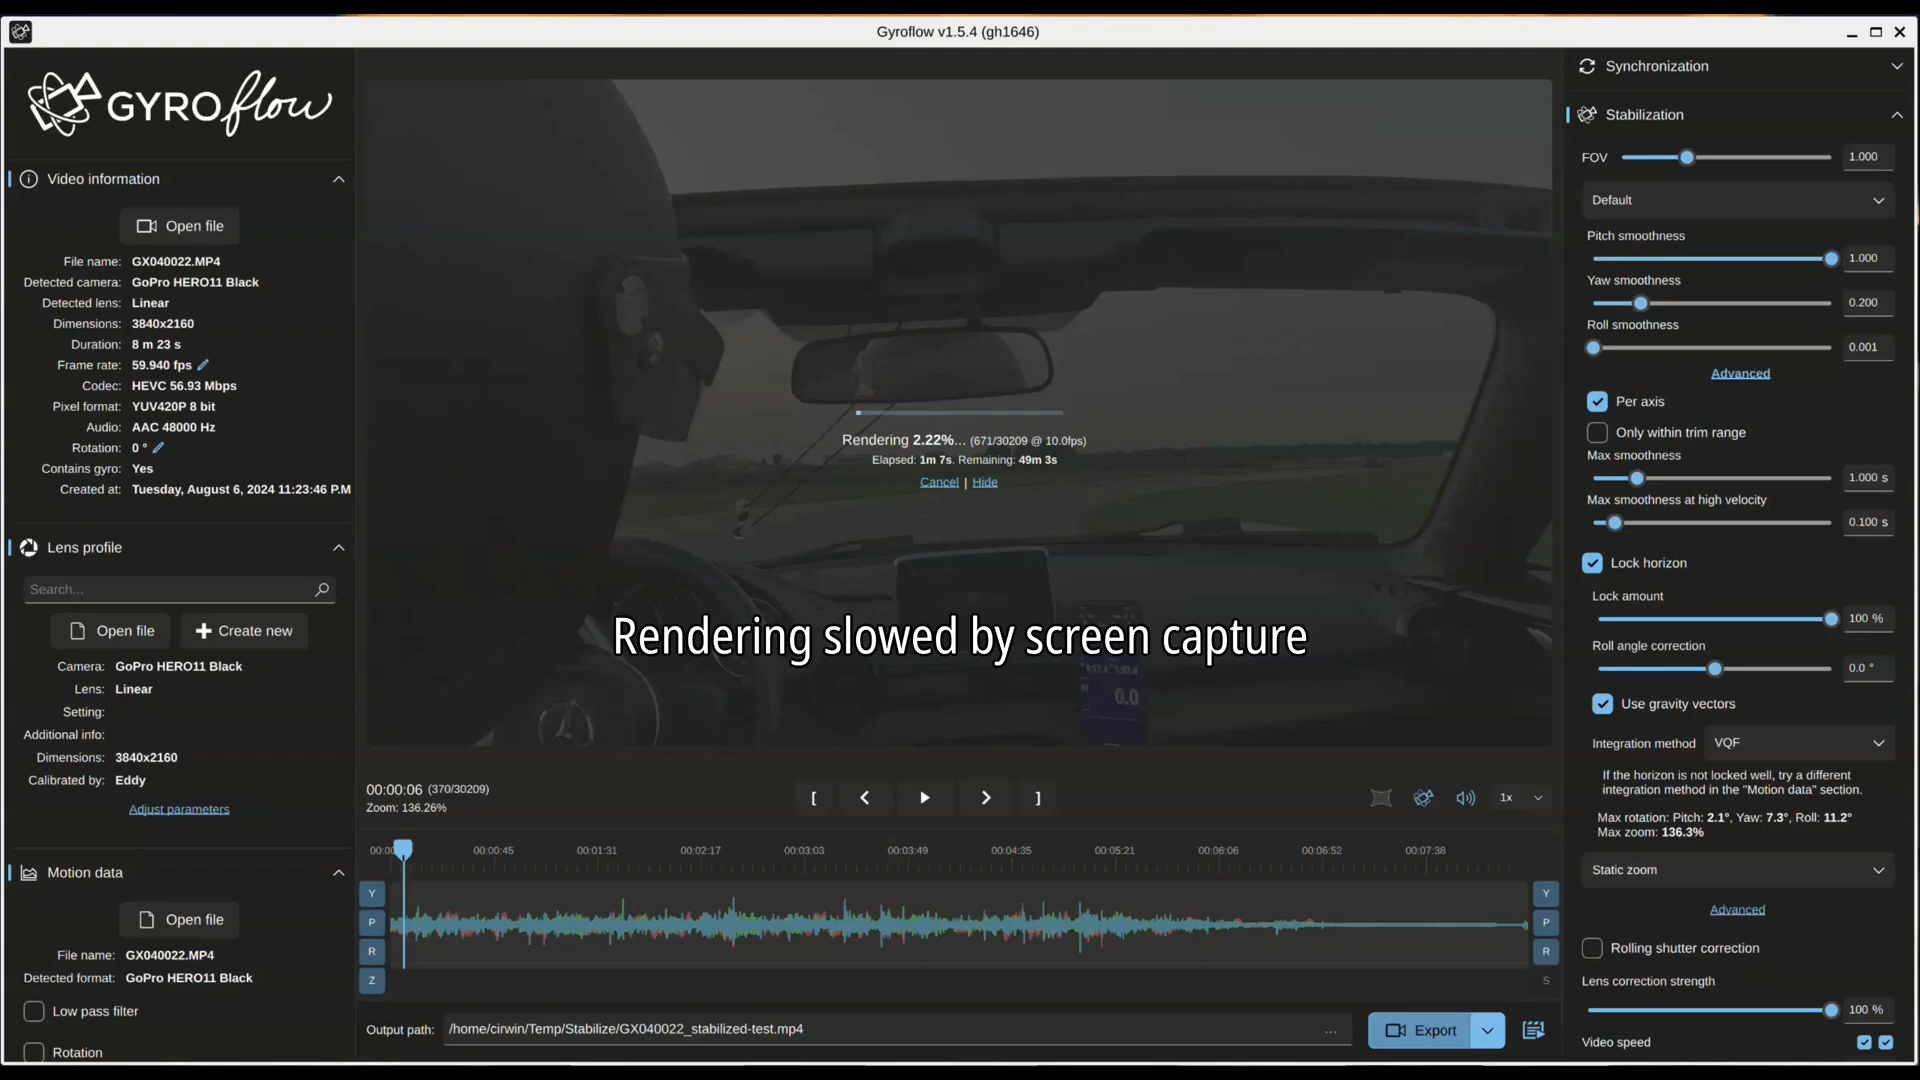 Gyroflow v1.5.4 (gh1646)
GYROflow
Video information
Open file
File name: GX040022.MP4
Detected camera: GoPro HERO11 Black
Detected lens: Linear
Dimensions: 3840x2160
Duration: 8 m 23 s
Frame rate: 59.940 fps
Codec: HEVC 56.93 Mbps
Pixel format: YUV420P 8 bit
Audio: AAC 48000 Hz
Rotation: 0 °
Contains gyro: Yes
Created at: Tuesday, August 6, 2024 11:23:46 P.M
Lens profile
Search...
Open file
Create new
Camera: GoPro HERO11 Black
Lens: Linear
Setting:
Additional info:
Dimensions: 3840x2160
Calibrated by: Eddy
Adjust parameters
Motion data
Open file
File name: GX040022.MP4
Detected format: GoPro HERO11 Black
Low pass filter
Rotation
Rendering 2.22%... (671/30209 @ 10.0fps)
Elapsed: 1m 7s. Remaining: 49m 3s
Cancel | Hide
Rendering slowed by screen capture
0.0
00:00:06 (370/30209)
Zoom: 136.26%
[
]
1x
00:00:45 00:01:31 00:02:17 00:03:03 00:03:49 00:04:35 00:05:21 00:06:06 00:06:52 00:07:38
Y
P
R
Z
Y
P
R
S
Output path: /home/cirwin/Temp/Stabilize/GX040022_stabilized-test.mp4 ...
Export
Synchronization
Stabilization
FOV 1.000
Default
Pitch smoothness
1.000
Yaw smoothness
0.200
Roll smoothness
0.001
Advanced
Per axis
Only within trim range
Max smoothness
1.000 s
Max smoothness at high velocity
0.100 s
Lock horizon
Lock amount
100 %
Roll angle correction
0.0 °
Use gravity vectors
Integration method VQF
If the horizon is not locked well, try a different
integration method in the "Motion data" section.
Max rotation: Pitch: 2.1°, Yaw: 7.3°, Roll: 11.2°
Max zoom: 136.3%
Static zoom
Advanced
Rolling shutter correction
Lens correction strength
100 %
Video speed